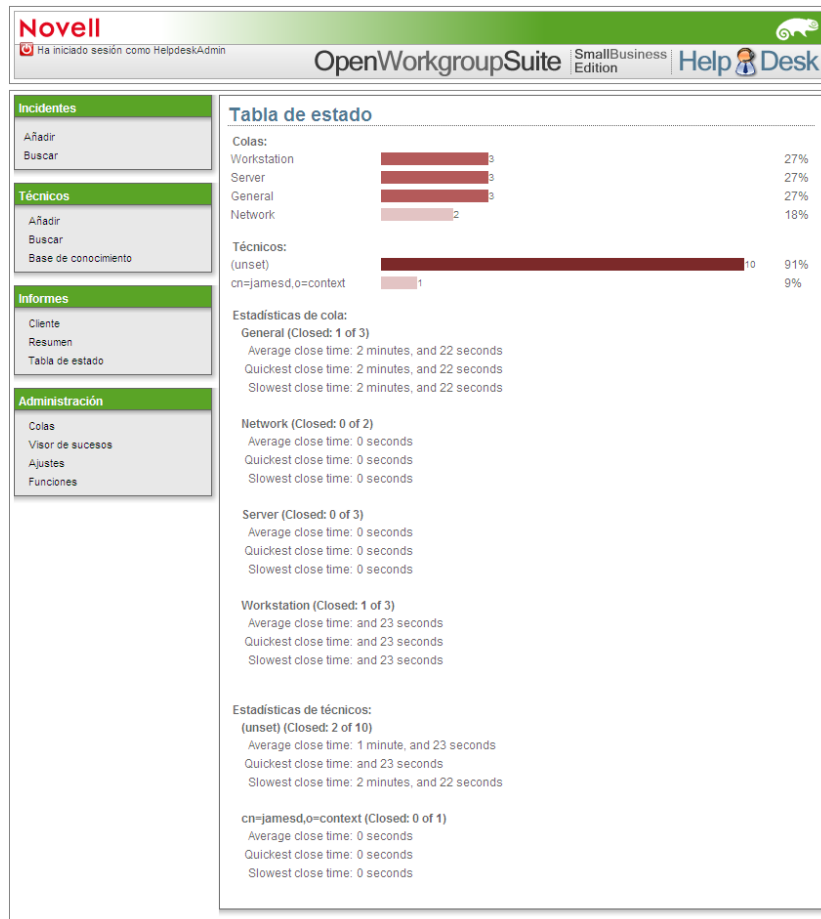 Novell
Ha iniciado sesión como HelpdeskAdmin
OpenWorkgroupSuite SmallBusiness Edition HelpDesk
Incidentes
Añadir
Buscar
Técnicos
Añadir
Buscar
Base de conocimiento
Informes
Cliente
Resumen
Tabla de estado
Administración
Colas
Visor de sucesos
Ajustes
Funciones
Tabla de estado
Colas:
Workstation 3 27%
Server 3 27%
General 3 27%
Network 2 18%
Técnicos:
(unset) 10 91%
cn=jamesd,o=context 1 9%
Estadísticas de cola:
General (Closed: 1 of 3)
Average close time: 2 minutes, and 22 seconds
Quickest close time: 2 minutes, and 22 seconds
Slowest close time: 2 minutes, and 22 seconds
Network (Closed: 0 of 2)
Average close time: 0 seconds
Quickest close time: 0 seconds
Slowest close time: 0 seconds
Server (Closed: 0 of 3)
Average close time: 0 seconds
Quickest close time: 0 seconds
Slowest close time: 0 seconds
Workstation (Closed: 1 of 3)
Average close time: and 23 seconds
Quickest close time: and 23 seconds
Slowest close time: and 23 seconds
Estadísticas de técnicos:
(unset) (Closed: 2 of 10)
Average close time: 1 minute, and 23 seconds
Quickest close time: and 23 seconds
Slowest close time: 2 minutes, and 22 seconds
cn=jamesd,o=context (Closed: 0 of 1)
Average close time: 0 seconds
Quickest close time: 0 seconds
Slowest close time: 0 seconds